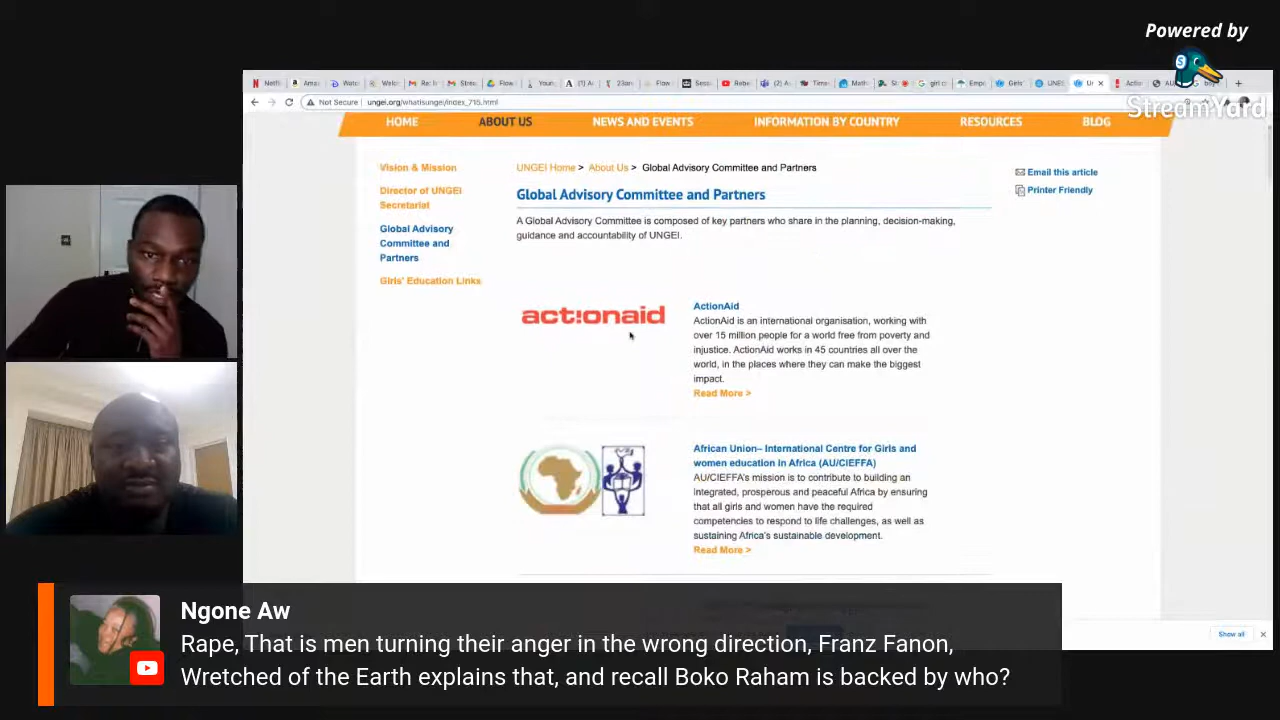 Powered by
StreamYard
Not Secure | ungei.org/whatisungei/index_715.html
HOME
ABOUT US
NEWS AND EVENTS
INFORMATION BY COUNTRY
RESOURCES
BLOG
Vision & Mission
Director of UNGEI
Secretariat
Global Advisory
Committee and
Partners
Girls' Education Links
UNGEI Home > About Us > Global Advisory Committee and Partners
Global Advisory Committee and Partners
A Global Advisory Committee is composed of key partners who share in the planning, decision-making,
guidance and accountability of UNGEI.
Email this article
Printer Friendly
act!onaid
ActionAid
ActionAid is an international organisation, working with
over 15 million people for a world free from poverty and
injustice. ActionAid works in 45 countries all over the
world, in the places where they can make the biggest
impact.
Read More >
African Union– International Centre for Girls and
women education in Africa (AU/CIEFFA)
AU/CIEFFA's mission is to contribute to building an
integrated, prosperous and peaceful Africa by ensuring
that all girls and women have the required
competencies to respond to life challenges, as well as
sustaining Africa's sustainable development.
Read More >
Show all
Ngone Aw
Rape, That is men turning their anger in the wrong direction, Franz Fanon,
Wretched of the Earth explains that, and recall Boko Raham is backed by who?